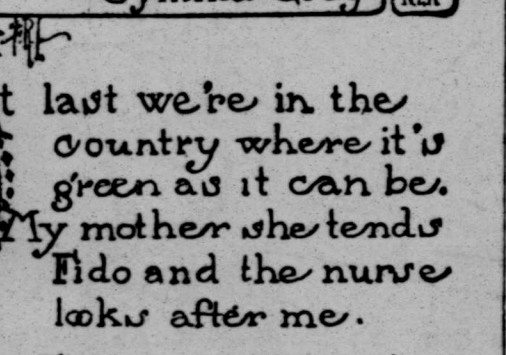 t last we're in the
country where it's
green as it can be.
My mother she tends
Fido and the nurse
looks after me.